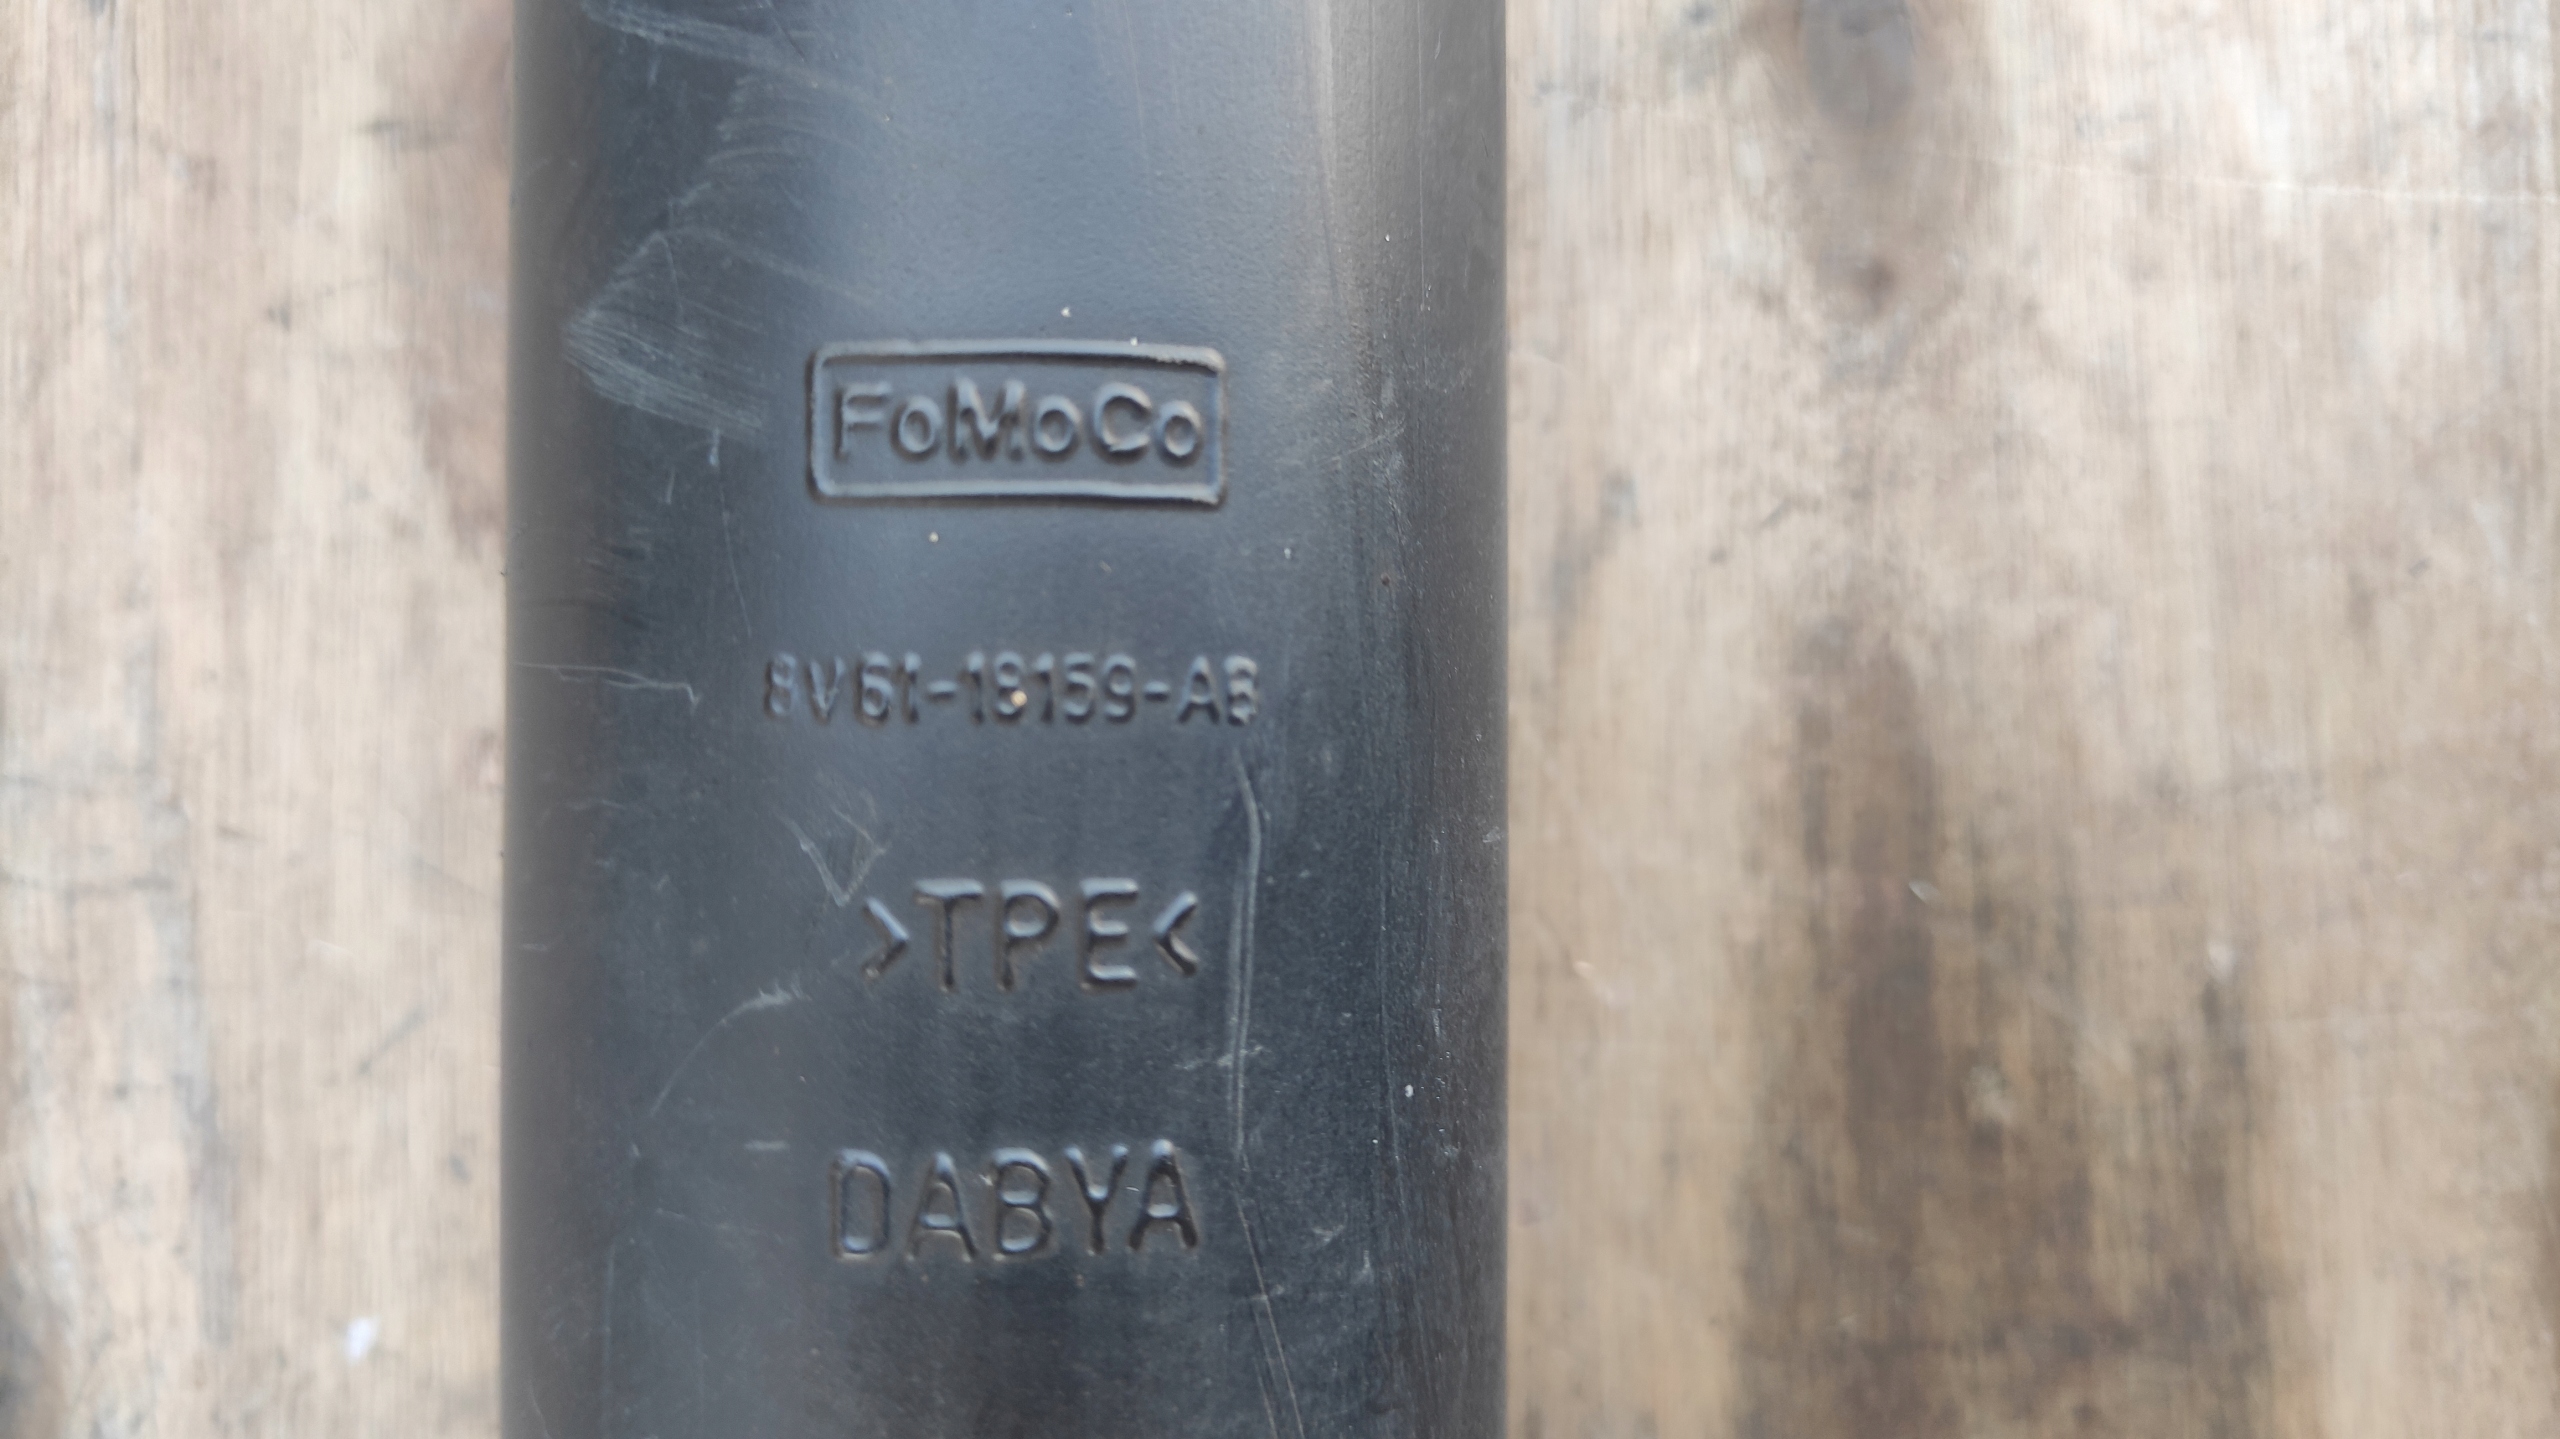 FoMoCo
8V61-18159-AB
>TPE<
DABYA